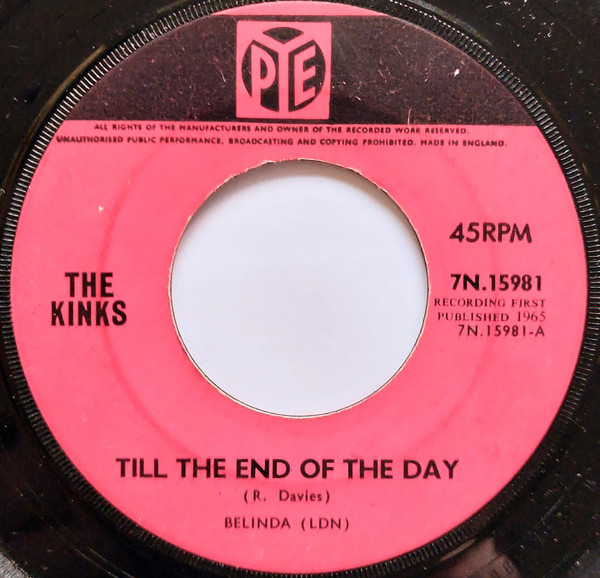 PYE
ALL RIGHTS OF THE MANUFACTURERS AND OWNER OF THE RECORDED WORK RESERVED.
UNAUTHORISED PUBLIC PERFORMANCE, BROADCASTING AND COPYING PROHIBITED. MADE IN ENGLAND.
45RPM
THE
KINKS
7N.15981
RECORDING FIRST
PUBLISHED 1965
7N.15981-A
TILL THE END OF THE DAY
(R. Davies)
BELINDA (LDN)